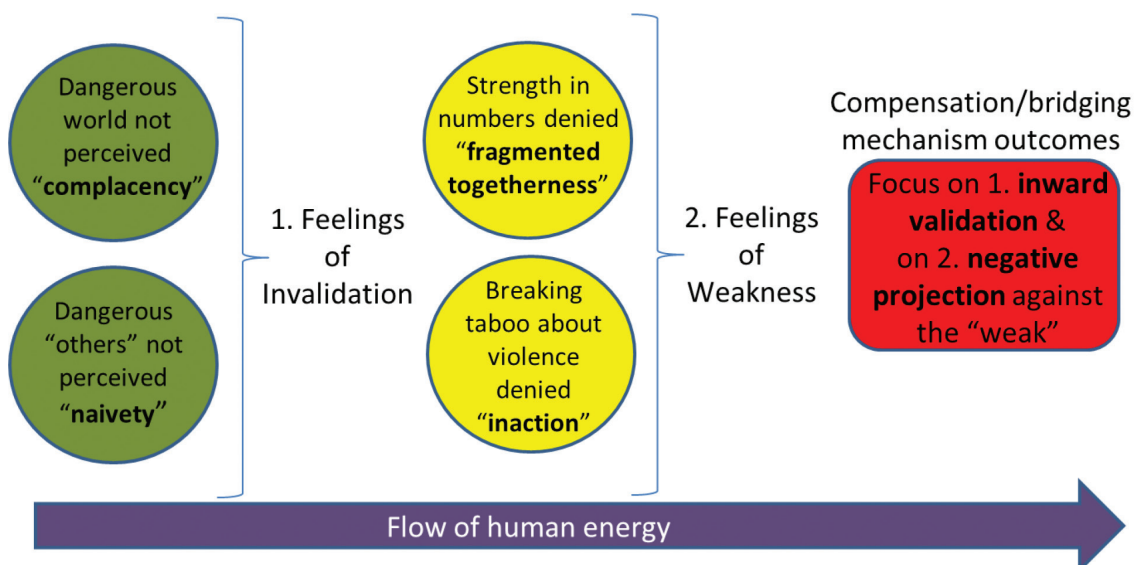 Dangerous
world not
perceived
“complacency”
Dangerous
“others” not
perceived
“naivety”
1. Feelings
of
Invalidation
Strength in
numbers denied
“fragmented
togetherness”
Breaking
taboo about
violence
denied
“inaction”
2. Feelings
of
Weakness
Compensation/bridging
mechanism outcomes
Focus on 1. inward
validation &
on 2. negative
projection against
the “weak”
Flow of human energy